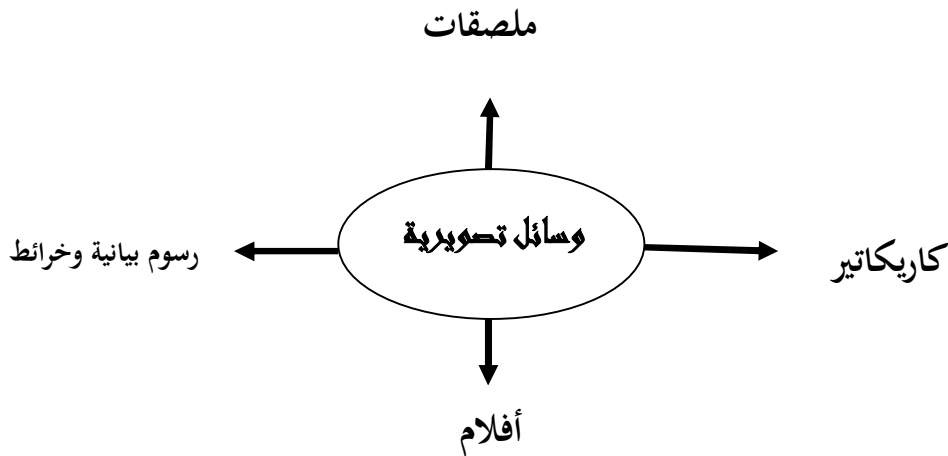 ملصقات
وسائل تصويرية
كاريكاتير
رسوم بيانية وخرائط
أفلام